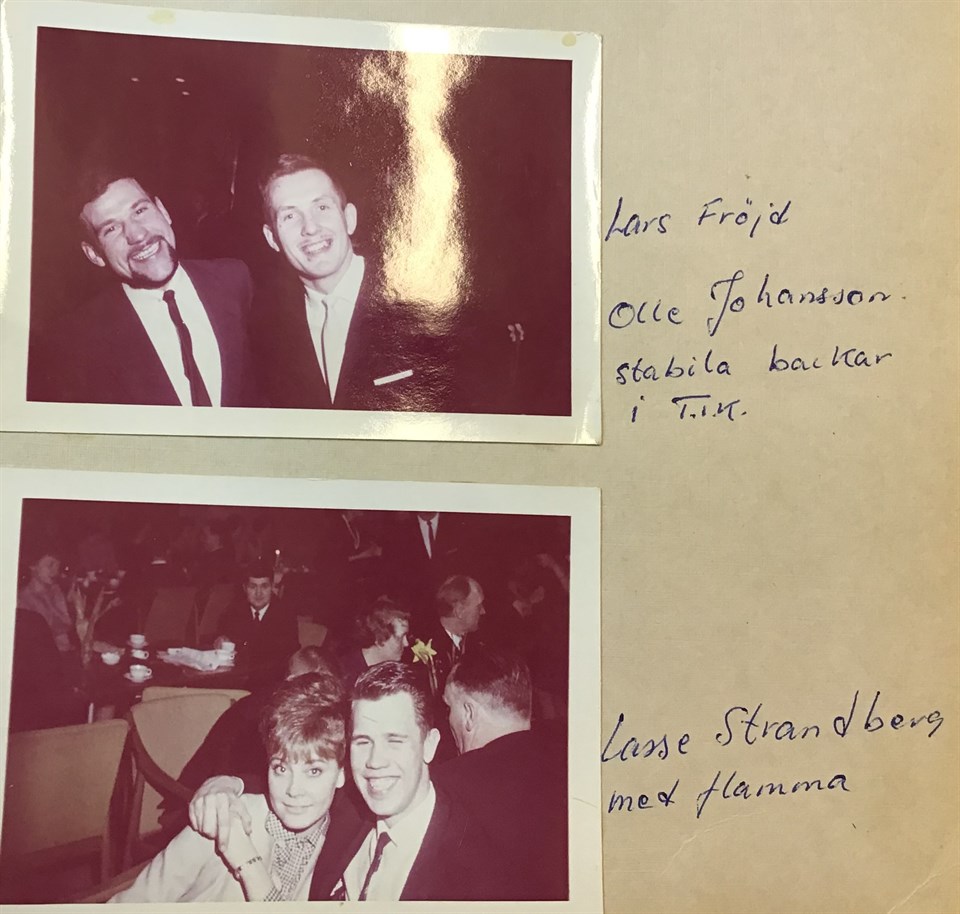 Lars Fröjd
Olle Johansson.
stabila backar
i T.I.K.
Lasse Strandberg
med flamma